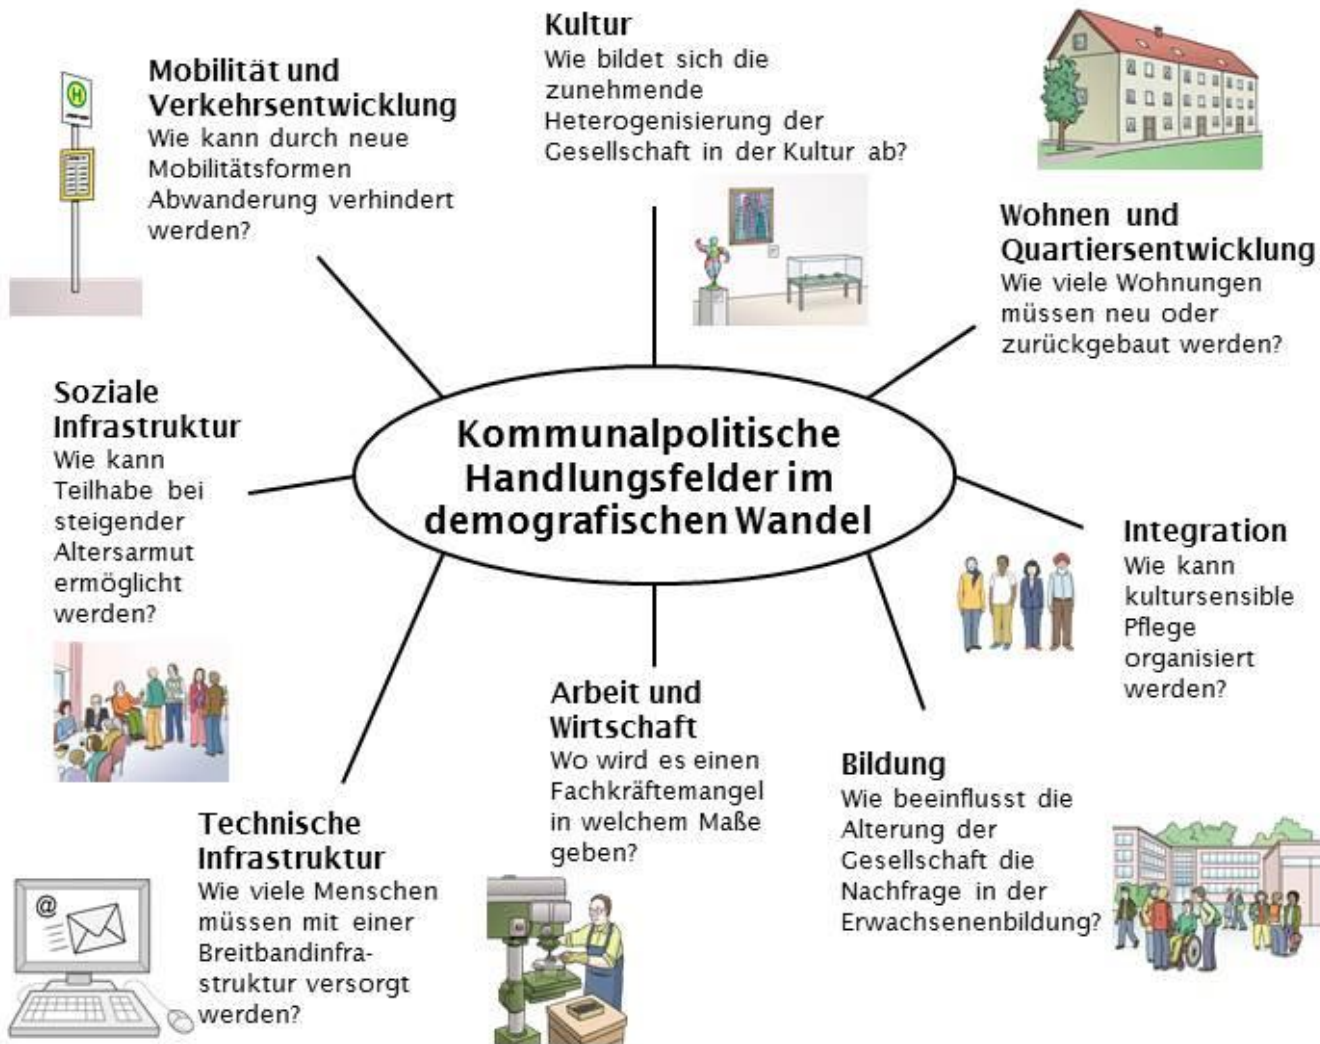 Kultur
Wie bildet sich die
zunehmende
Heterogenisierung der
Gesellschaft in der Kultur ab?
Mobilität und
Verkehrsentwicklung
Wie kann durch neue
Mobilitätsformen
Abwanderung verhindert
werden?
H
Wohnen und
Quartiersentwicklung
Wie viele Wohnungen
müssen neu oder
zurückgebaut werden?
Soziale
Infrastruktur
Wie kann
Teilhabe bei
steigender
Altersarmut
ermöglicht
werden?
Kommunalpolitische
Handlungsfelder im
demografischen Wandel
Integration
Wie kann
kultursensible
Pflege
organisiert
werden?
Arbeit und
Wirtschaft
Wo wird es einen
Fachkräftemangel
in welchem Maße
geben?
Bildung
Wie beeinflusst die
Alterung der
Gesellschaft die
Nachfrage in der
Erwachsenenbildung?
Technische
Infrastruktur
Wie viele Menschen
müssen mit einer
Breitbandinfra-
struktur versorgt
werden?
@